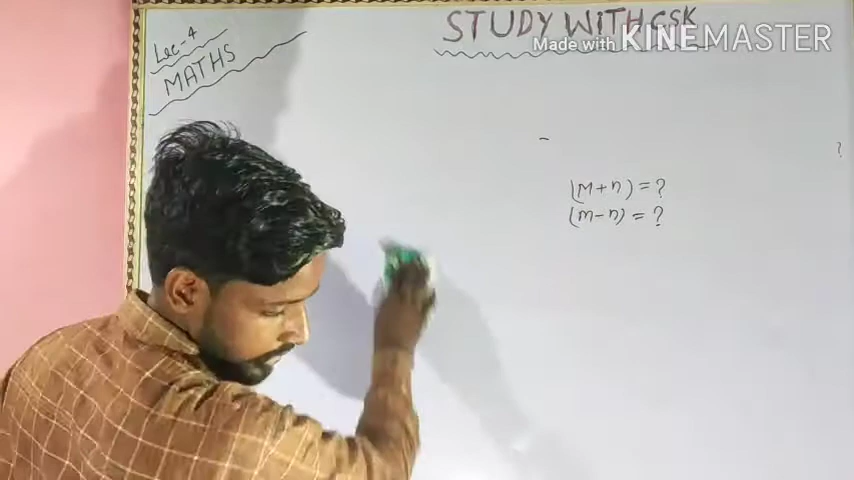 Lec-4
MATHS
STUDY WITH CSK
Made with KINEMASTER
-
?
(M+n) = ?
(m-n) = ?